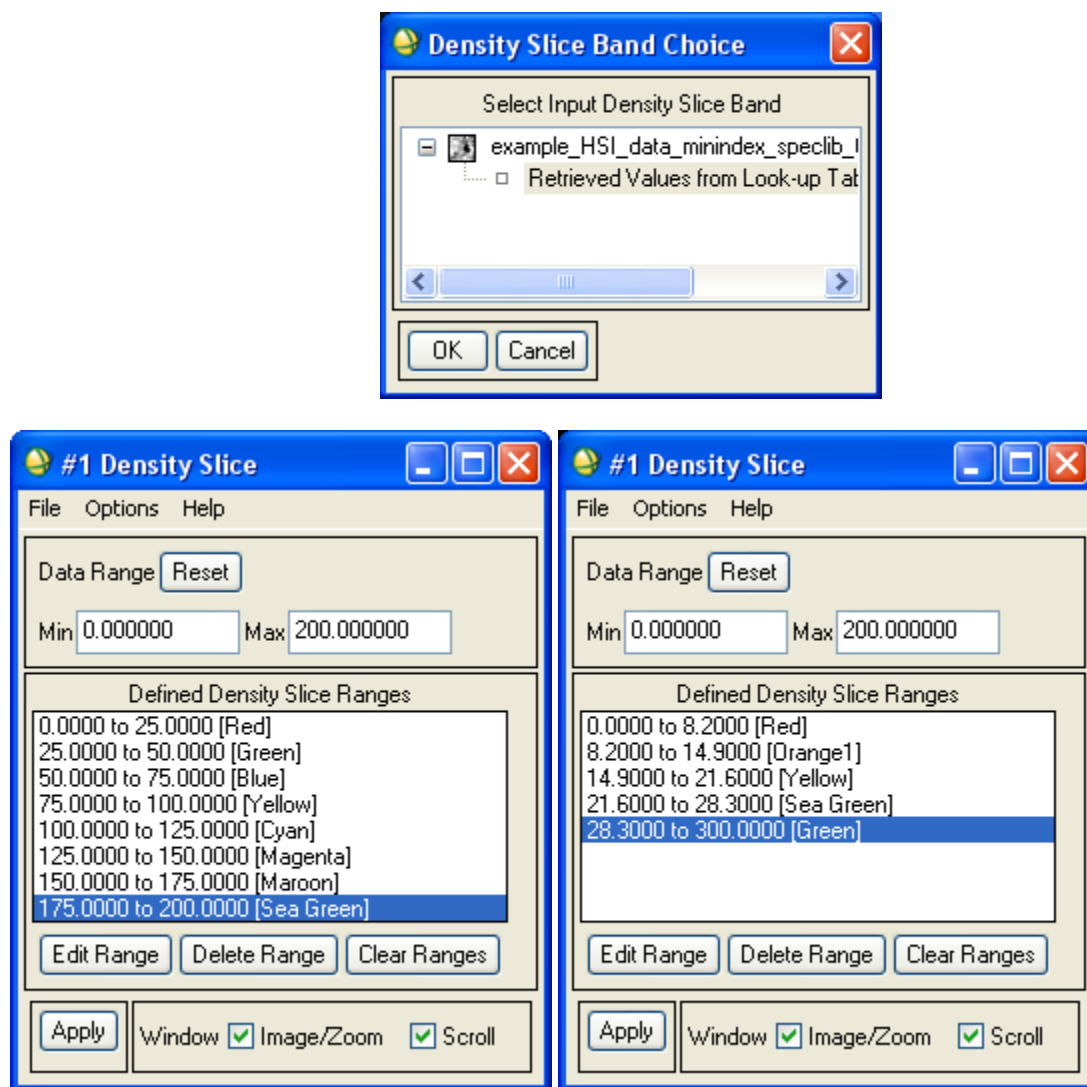 Density Slice Band Choice
Select Input Density Slice Band
example_HSI_data_minindex_speclib_
Retrieved Values from Look-up Tab
OK Cancel
#1 Density Slice
File Options Help
Data Range Reset
Min 0.000000 Max 200.000000
Defined Density Slice Ranges
0.0000 to 25.0000 [Red]
25.0000 to 50.0000 [Green]
50.0000 to 75.0000 [Blue]
75.0000 to 100.0000 [Yellow]
100.0000 to 125.0000 [Cyan]
125.0000 to 150.0000 [Magenta]
150.0000 to 175.0000 [Maroon]
175.0000 to 200.0000 [Sea Green]
Edit Range Delete Range Clear Ranges
Apply Window Image/Zoom Scroll
#1 Density Slice
File Options Help
Data Range Reset
Min 0.000000 Max 200.000000
Defined Density Slice Ranges
0.0000 to 8.2000 [Red]
8.2000 to 14.9000 [Orange1]
14.9000 to 21.6000 [Yellow]
21.6000 to 28.3000 [Sea Green]
28.3000 to 300.0000 [Green]
Edit Range Delete Range Clear Ranges
Apply Window Image/Zoom Scroll